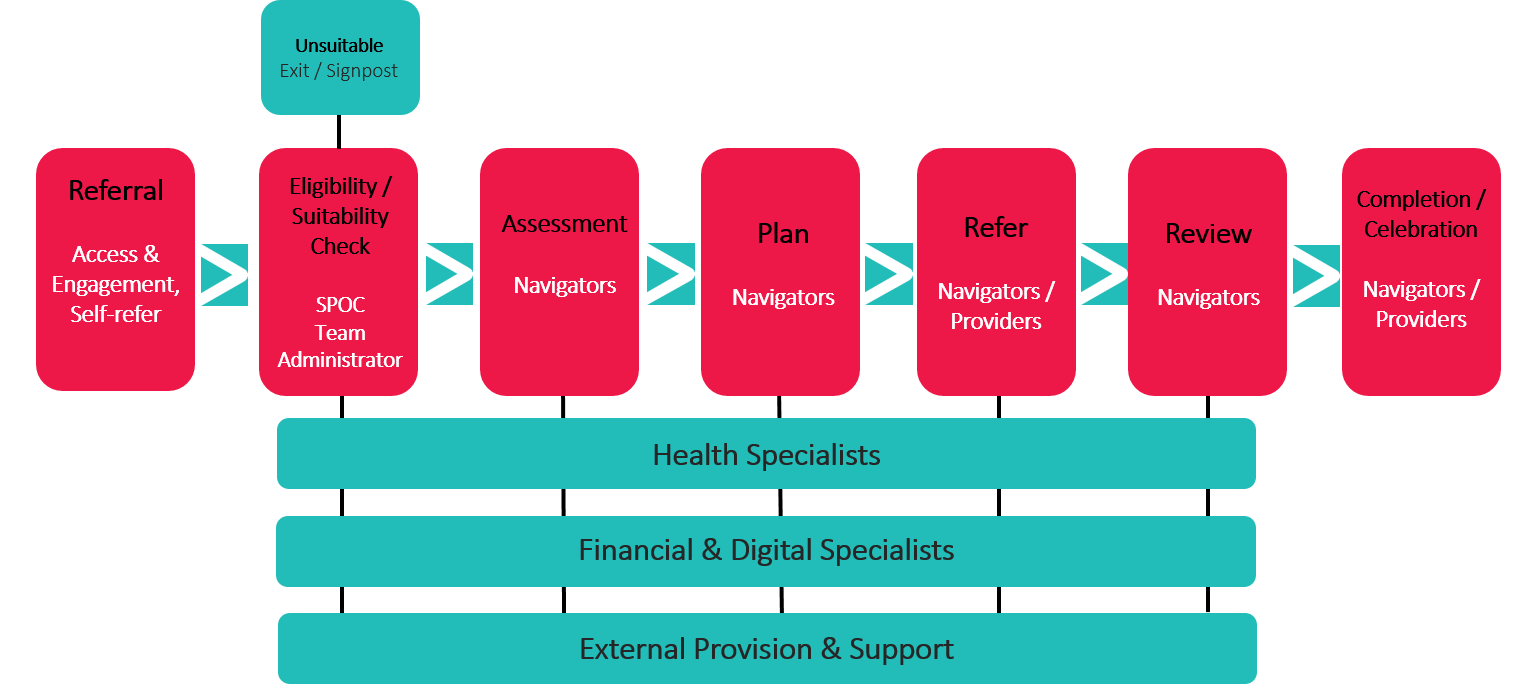 Unsuitable
Exit / Signpost
Referral
Access &
Engagement,
Self-refer
Eligibility /
Suitability
Check
SPOC
Team
Administrator
Assessment
Navigators
Plan
Navigators
Refer
Navigators /
Providers
Review
Navigators
Completion /
Celebration
Navigators /
Providers
Health Specialists
Financial & Digital Specialists
External Provision & Support